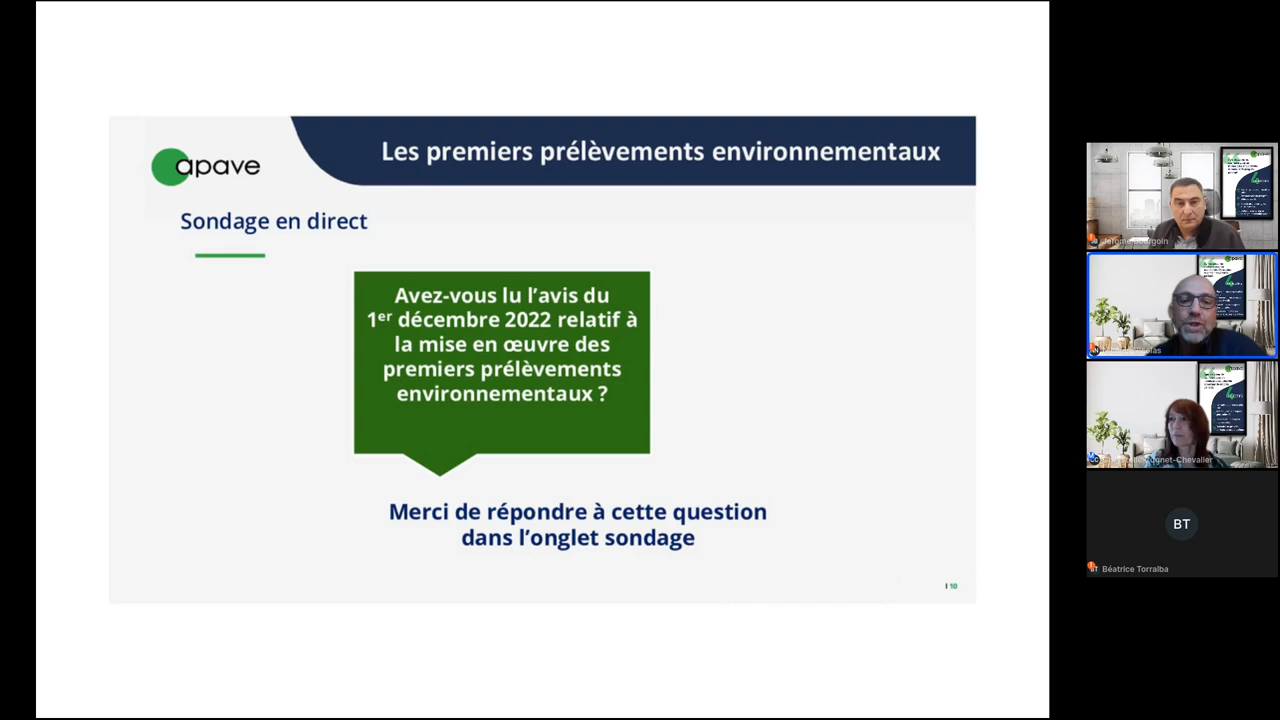 apave
Les premiers prélèvements environnementaux
Sondage en direct
Avez-vous lu l’avis du
1er décembre 2022 relatif à
la mise en œuvre des
premiers prélèvements
environnementaux ?
Merci de répondre à cette question
dans l’onglet sondage
10
BT
Béatrice Torralba